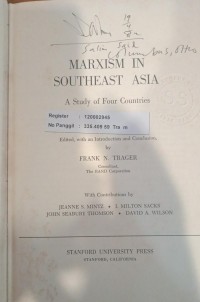 MARXISM IN
SOUTHEAST ASIA
A Study of Four Countries
Register : 120002046
No Panggil : 335.409 59 Tra m
Edited, with an Introduction and Conclusion,
by
FRANK N. TRAGER
Consultant,
The RAND Corporation
With Contributions by
JEANNE S. MINTZ • I. MILTON SACKS
JOHN SEABURY THOMSON • DAVID A. WILSON
STANFORD UNIVERSITY PRESS
STANFORD, CALIFORNIA